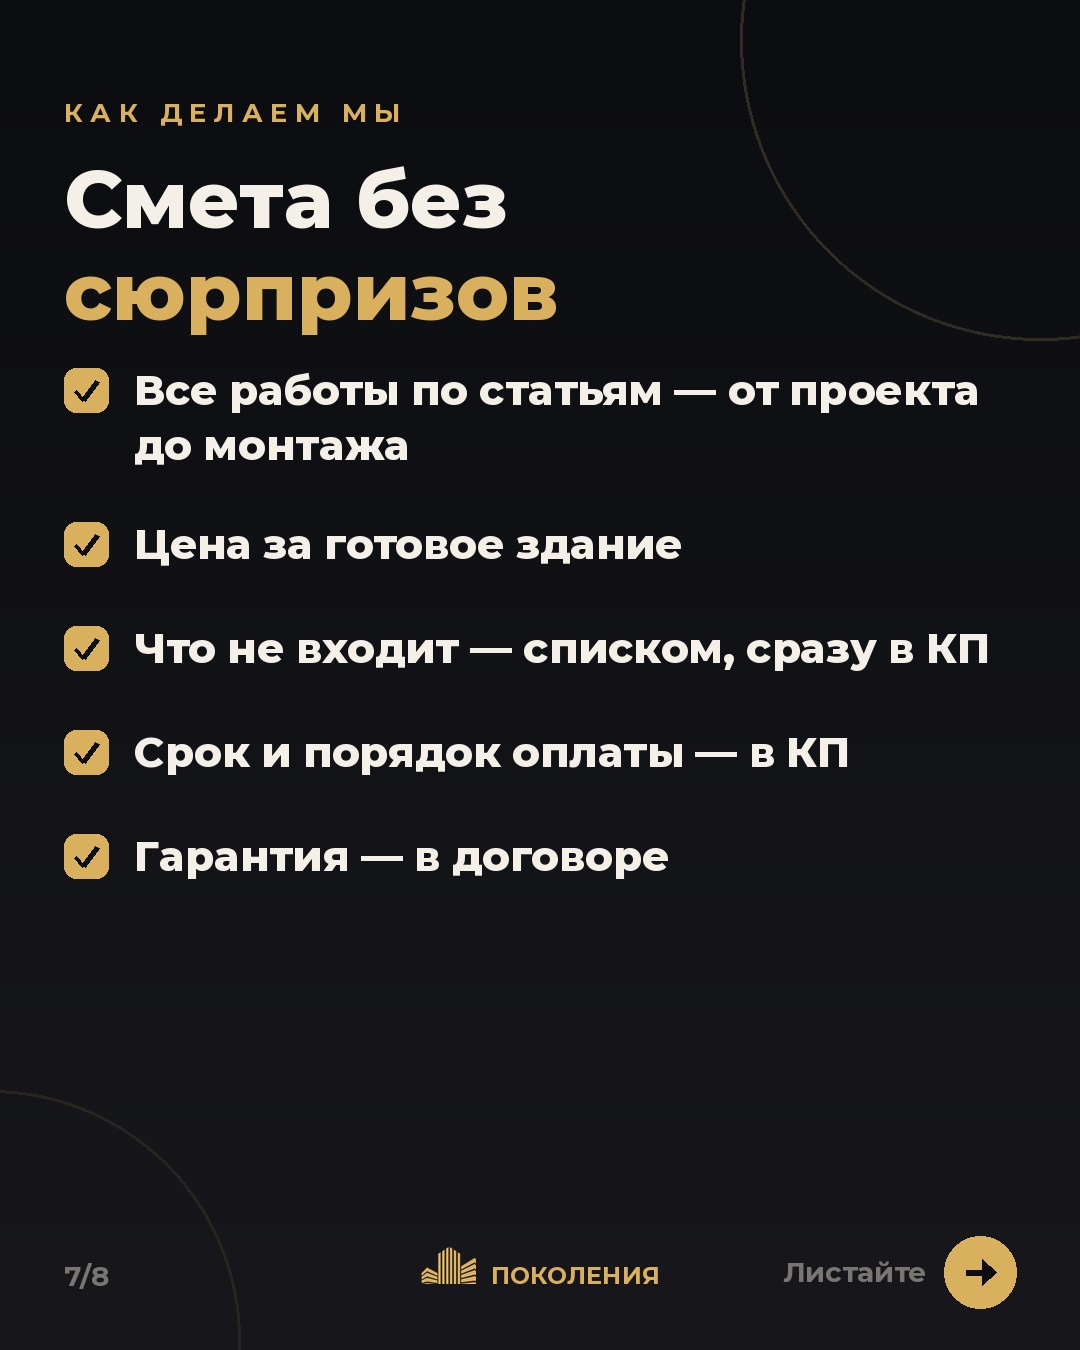 КАК ДЕЛАЕМ МЫ
Смета без
сюрпризов
Все работы по статьям — от проекта
до монтажа
Цена за готовое здание
Что не входит — списком, сразу в КП
Срок и порядок оплаты — в КП
Гарантия — в договоре
7/8
ПОКОЛЕНИЯ
Листайте